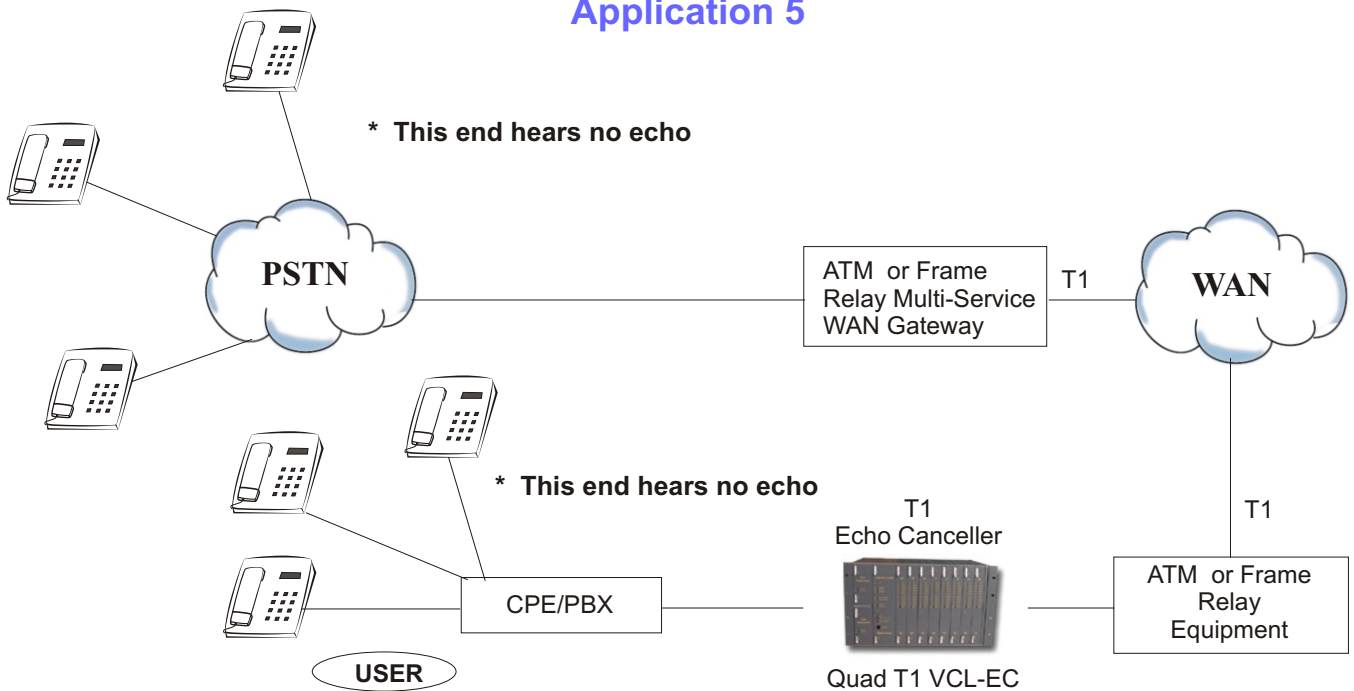 Application 5
* This end hears no echo
PSTN
ATM or Frame
Relay Multi-Service
WAN Gateway
T1
WAN
* This end hears no echo
T1
Echo Canceller
T1
CPE/PBX
ATM or Frame
Relay
Equipment
USER
Quad T1 VCL-EC